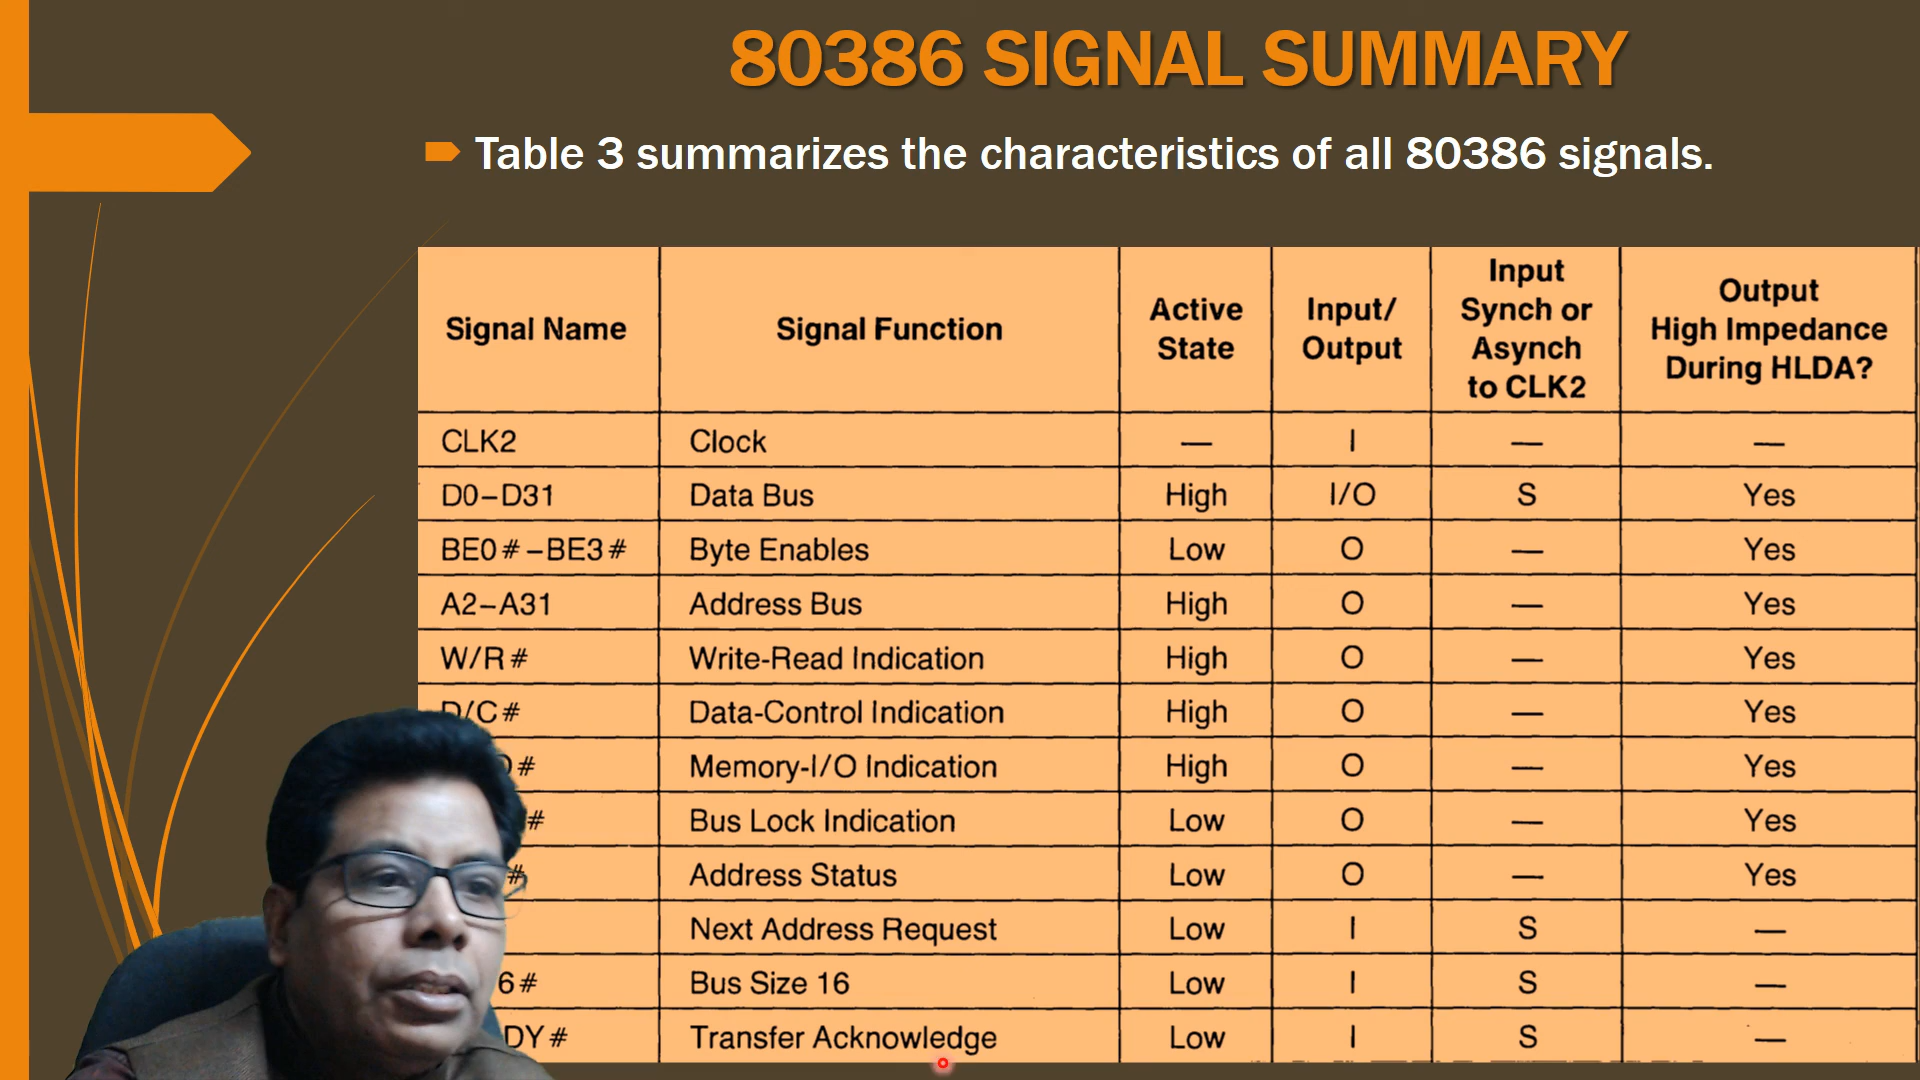 80386 SIGNAL SUMMARY
Table 3 summarizes the characteristics of all 80386 signals.
Signal Name Signal Function Active State Input/ Output Input Synch or Asynch to CLK2 Output High Impedance During HLDA?
CLK2 Clock — I — —
D0–D31 Data Bus High I/O S Yes
BE0#–BE3# Byte Enables Low O — Yes
A2–A31 Address Bus High O — Yes
W/R# Write-Read Indication High O — Yes
D/C# Data-Control Indication High O — Yes
# Memory-I/O Indication High O — Yes
# Bus Lock Indication Low O — Yes
# Address Status Low O — Yes
Next Address Request Low I S —
6# Bus Size 16 Low I S —
DY# Transfer Acknowledge Low I S —